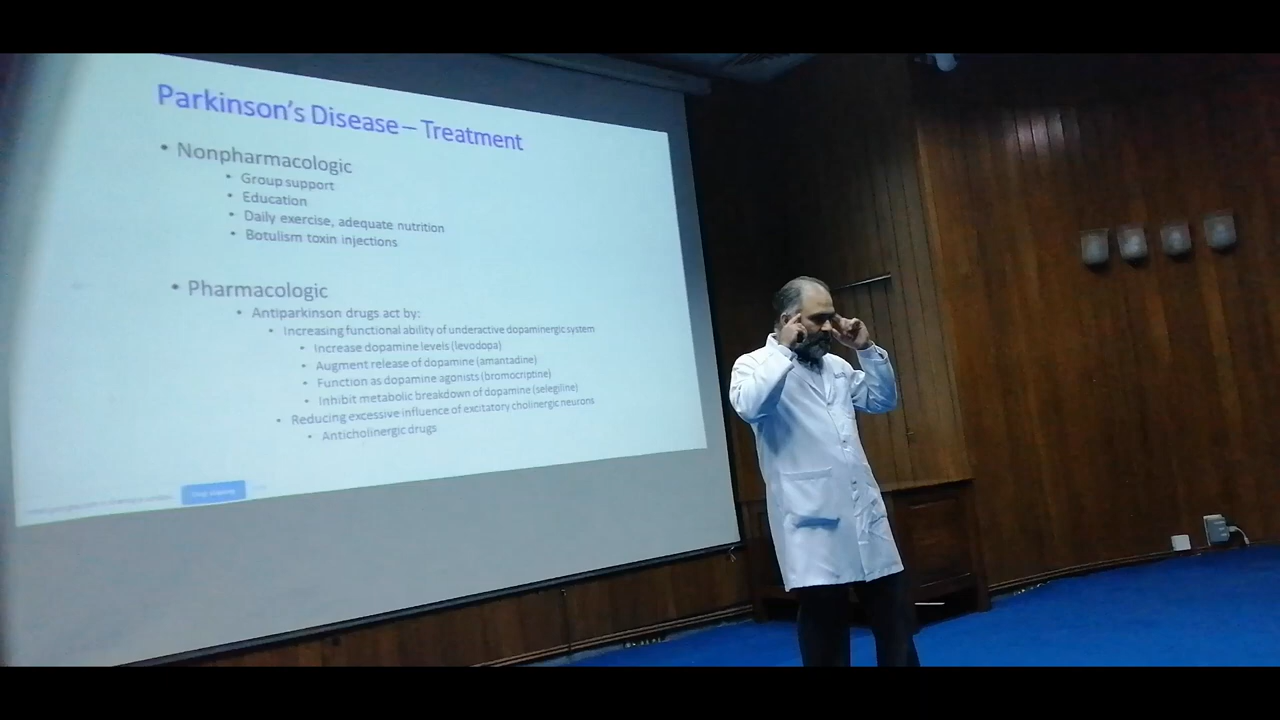 Parkinson's Disease – Treatment
• Nonpharmacologic
• Group support
• Education
• Daily exercise, adequate nutrition
• Botulism toxin injections
• Pharmacologic
• Antiparkinson drugs act by:
• Increasing functional ability of underactive dopaminergic system
• Increase dopamine levels (levodopa)
• Augment release of dopamine (amantadine)
• Function as dopamine agonists (bromocriptine)
• Inhibit metabolic breakdown of dopamine (selegiline)
• Reducing excessive influence of excitatory cholinergic neurons
• Anticholinergic drugs